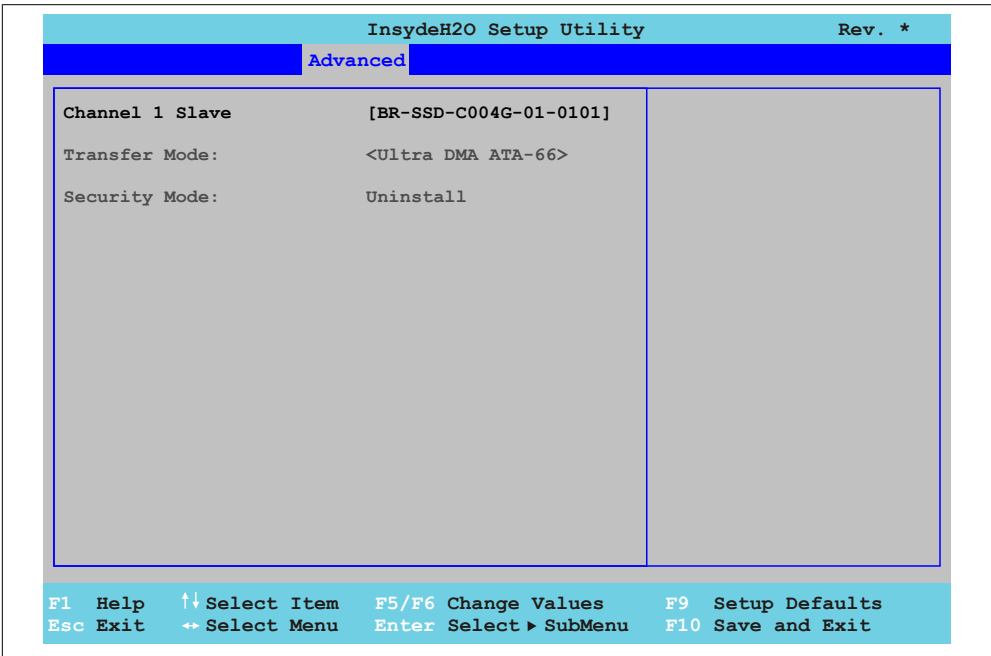 InsydeH2O Setup Utility Rev. *
Advanced
Channel 1 Slave [BR-SSD-C004G-01-0101]
Transfer Mode: <Ultra DMA ATA-66>
Security Mode: Uninstall
F1 Help ↑↓ Select Item F5/F6 Change Values F9 Setup Defaults
Esc Exit ↔ Select Menu Enter Select ▶ SubMenu F10 Save and Exit